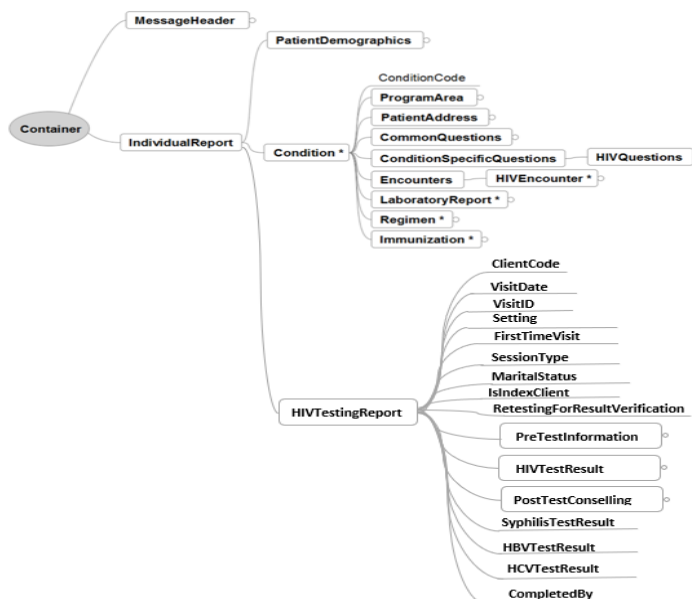 MessageHeader
PatientDemographics
Container
IndividualReport
Condition *
ConditionCode
ProgramArea
PatientAddress
CommonQuestions
ConditionSpecificQuestions
HIVQuestions
Encounters
HIVEncounter *
LaboratoryReport *
Regimen *
Immunization *
HIVTestingReport
ClientCode
VisitDate
VisitID
Setting
FirstTimeVisit
SessionType
MaritalStatus
IsIndexClient
RetestingForResultVerification
PreTestInformation
HIVTestResult
PostTestConselling
SyphilisTestResult
HBVTestResult
HCVTestResult
CompletedBy